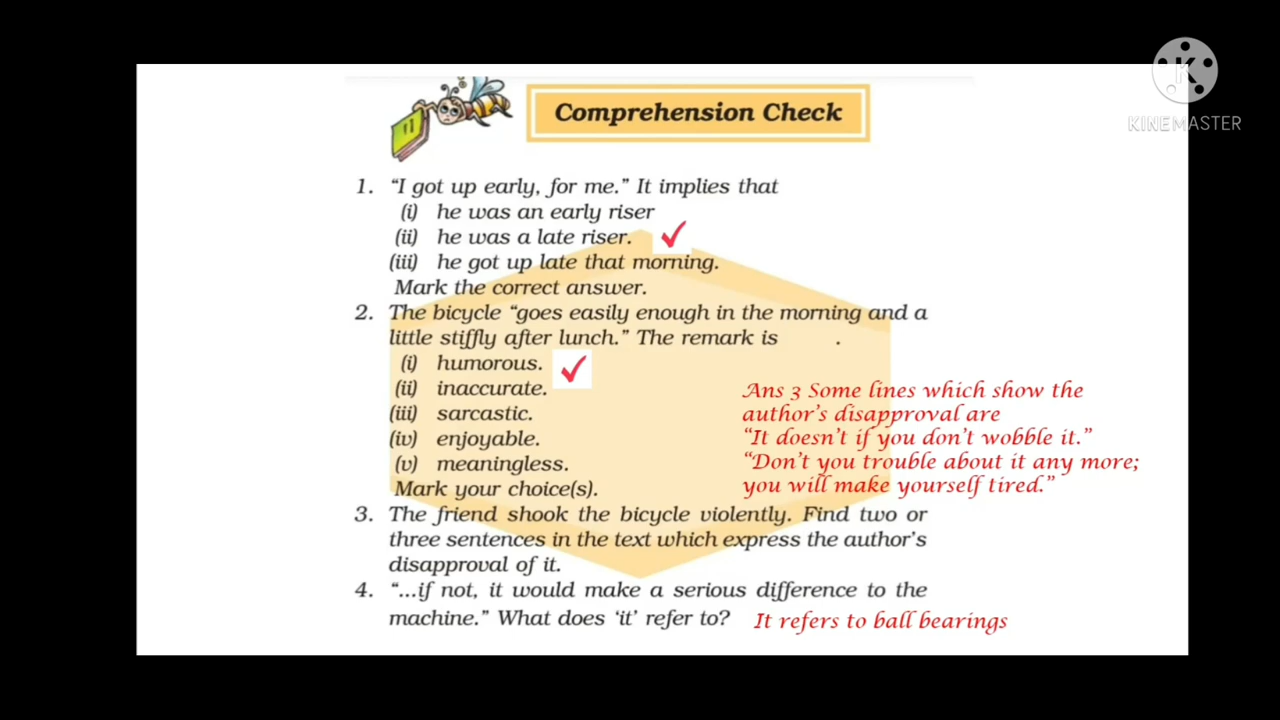 KINEMASTER
Comprehension Check
1. “I got up early, for me.” It implies that
(i) he was an early riser
(ii) he was a late riser. ✓
(iii) he got up late that morning.
Mark the correct answer.
2. The bicycle “goes easily enough in the morning and a
little stiffly after lunch.” The remark is .
(i) humorous. ✓
(ii) inaccurate.
(iii) sarcastic.
(iv) enjoyable.
(v) meaningless.
Mark your choice(s).
Ans 3 Some lines which show the
author’s disapproval are
“It doesn’t if you don’t wobble it.”
“Don’t you trouble about it any more;
you will make yourself tired.”
3. The friend shook the bicycle violently. Find two or
three sentences in the text which express the author’s
disapproval of it.
4. “...if not, it would make a serious difference to the
machine.” What does ‘it’ refer to? It refers to ball bearings